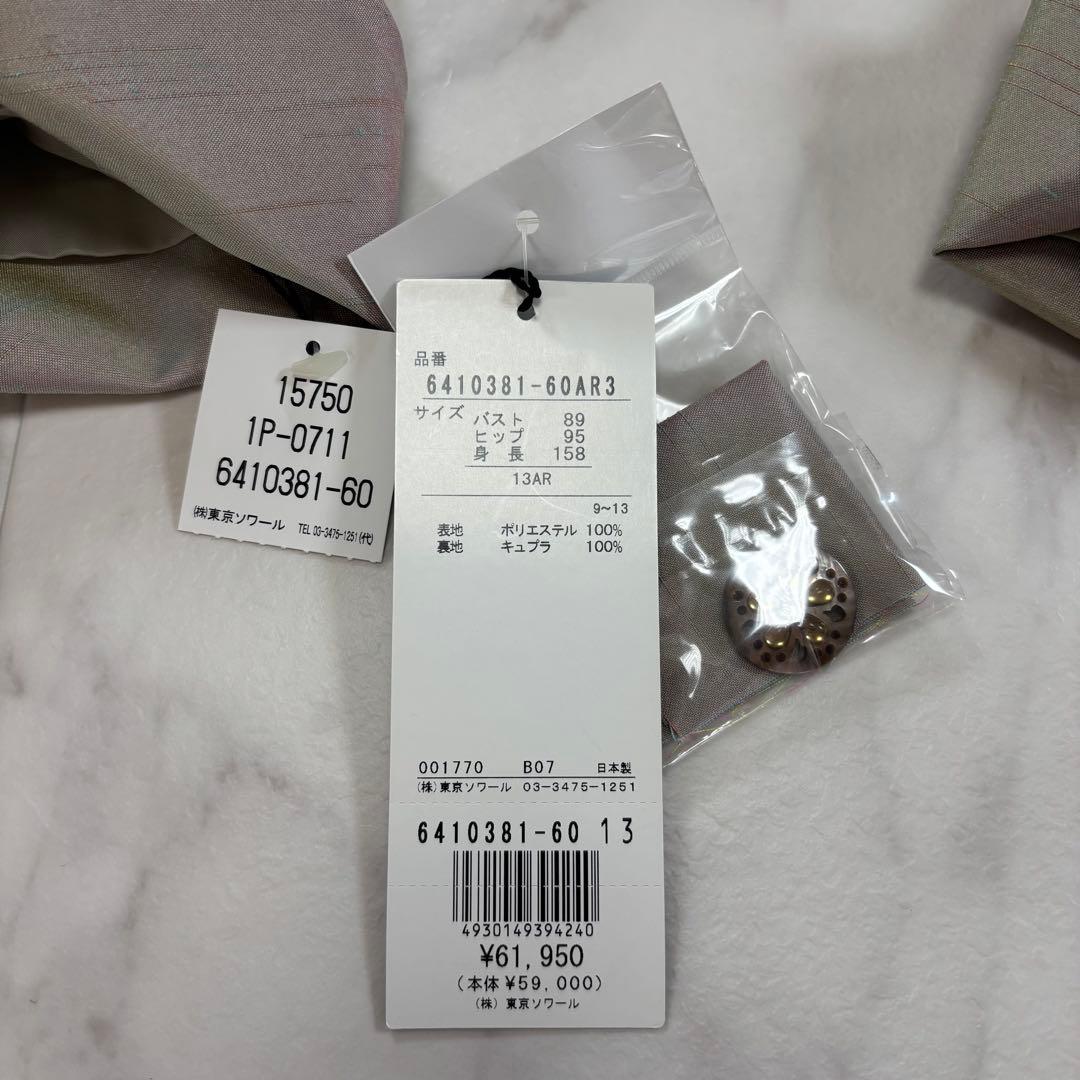 15750
1P-0711
6410381-60
(株)東京ソワール TEL 03-3475-1251(代)
品番
6410381-60AR3
サイズ バスト 89
ヒップ 95
身長 158
13AR
9~13
表地 ポリエステル 100%
裏地 キュプラ 100%
001770 B07 日本製
(株)東京ソワール 03-3475-1251
6410381-60 13
4930149394240
¥61,950
(本体¥59,000)
(株)東京ソワール